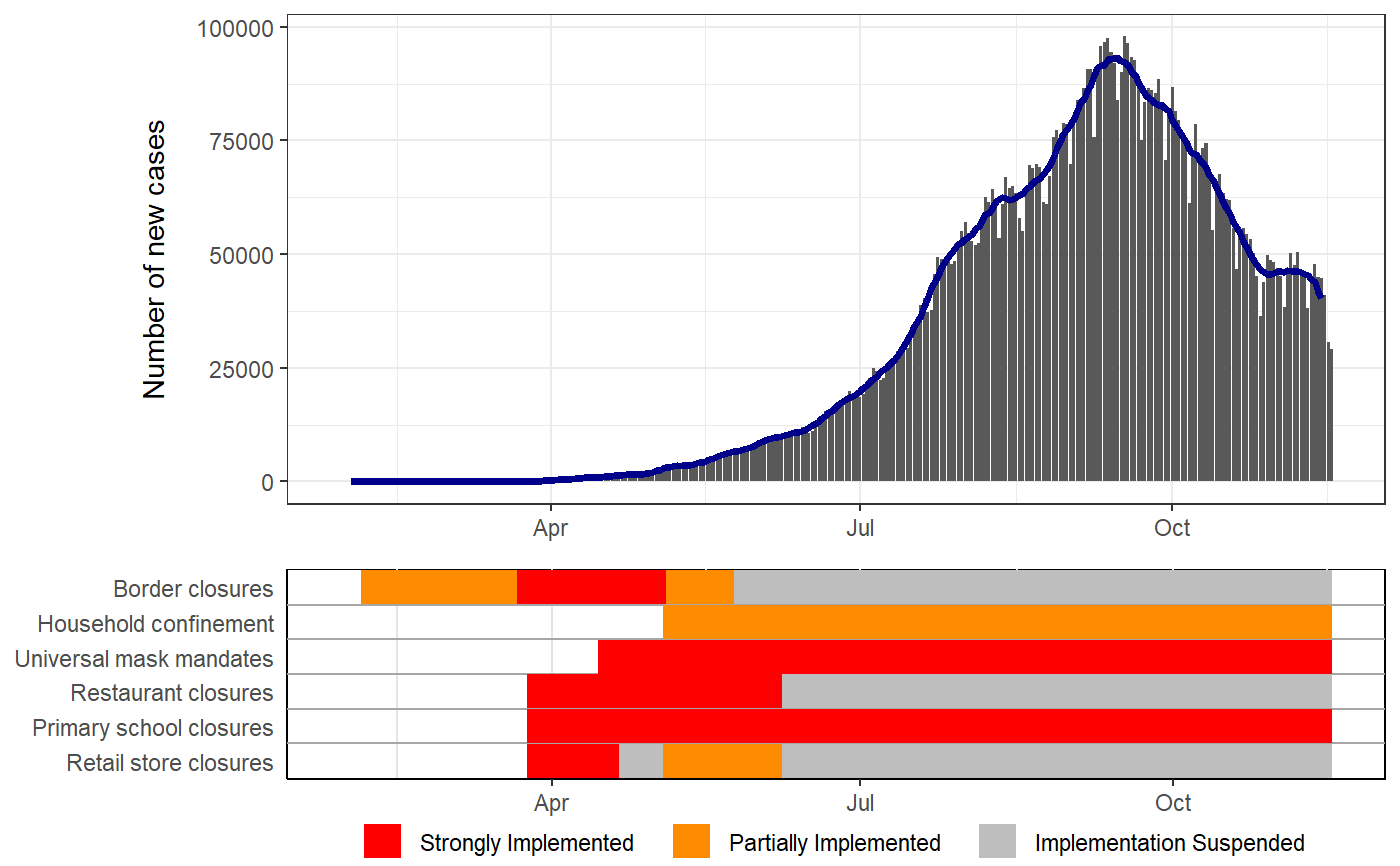 Number of new cases
100000
75000
50000
25000
0
Apr Jul Oct
Border closures
Household confinement
Universal mask mandates
Restaurant closures
Primary school closures
Retail store closures
Apr Jul Oct
Strongly Implemented Partially Implemented Implementation Suspended